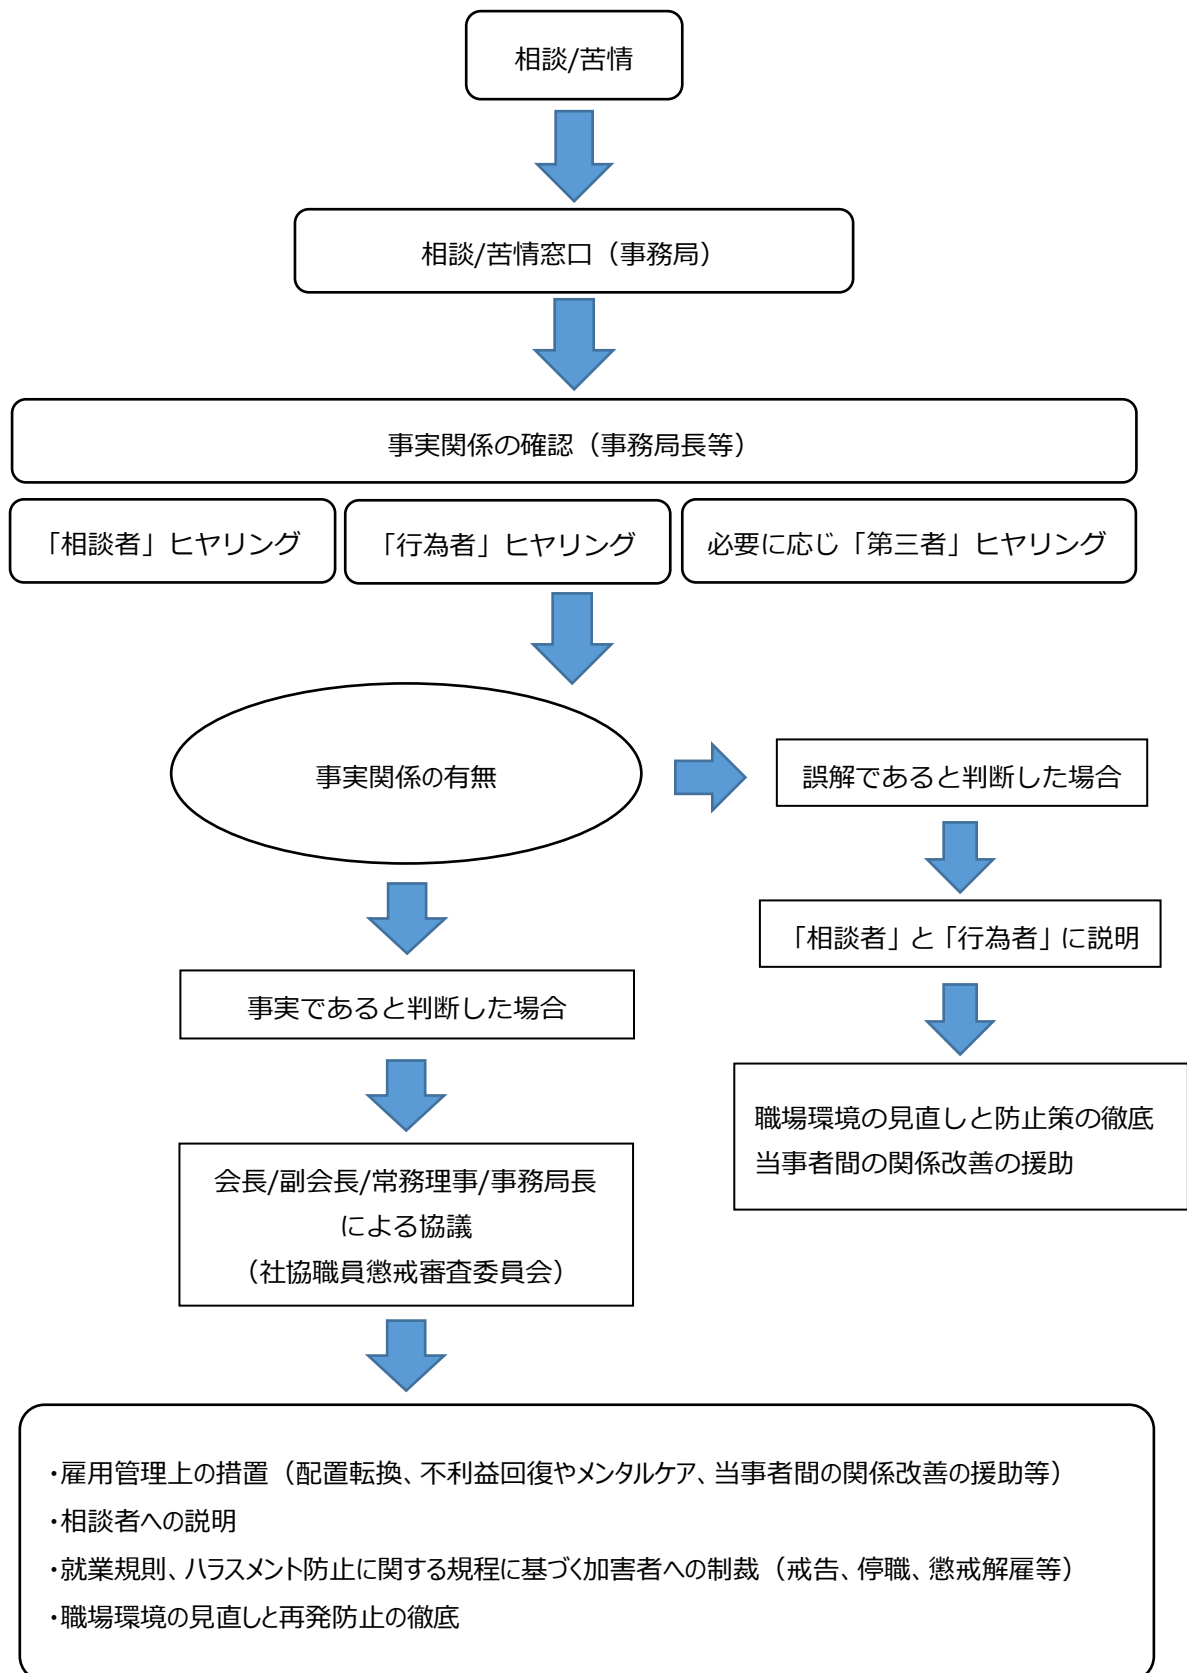 相談/苦情
相談/苦情窓口（事務局）
事実関係の確認（事務局長等）
「相談者」ヒヤリング
「行為者」ヒヤリング
必要に応じ「第三者」ヒヤリング
事実関係の有無
誤解であると判断した場合
「相談者」と「行為者」に説明
職場環境の見直しと防止策の徹底
当事者間の関係改善の援助
事実であると判断した場合
会長/副会長/常務理事/事務局長
による協議
（社協職員懲戒審査委員会）
・雇用管理上の措置（配置転換、不利益回復やメンタルケア、当事者間の関係改善の援助等）
・相談者への説明
・就業規則、ハラスメント防止に関する規程に基づく加害者への制裁（戒告、停職、懲戒解雇等）
・職場環境の見直しと再発防止の徹底